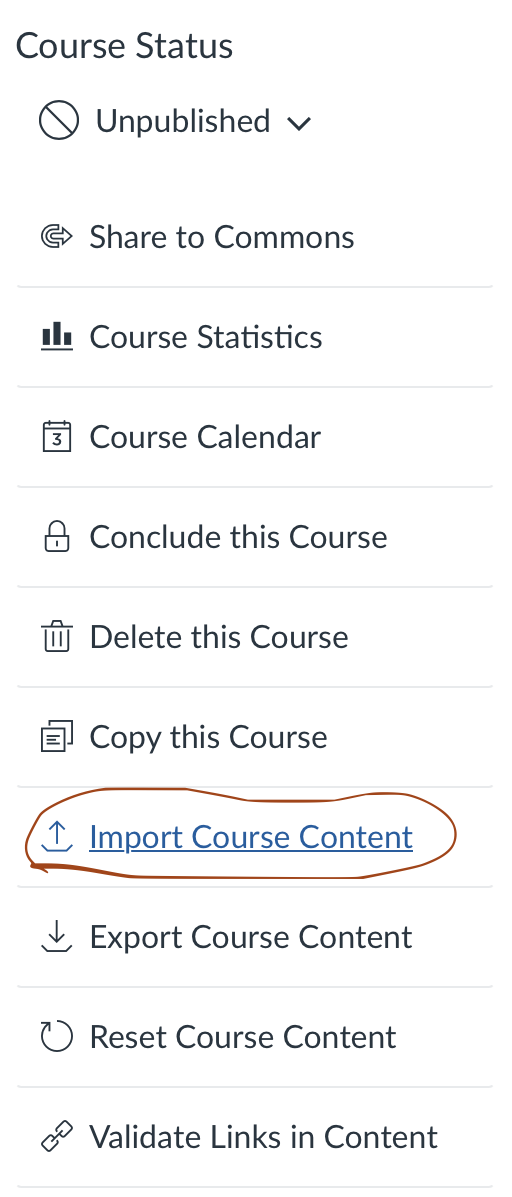 Course Status
Unpublished
Share to Commons
Course Statistics
3 Course Calendar
Conclude this Course
Delete this Course
Copy this Course
Import Course Content
Export Course Content
Reset Course Content
Validate Links in Content